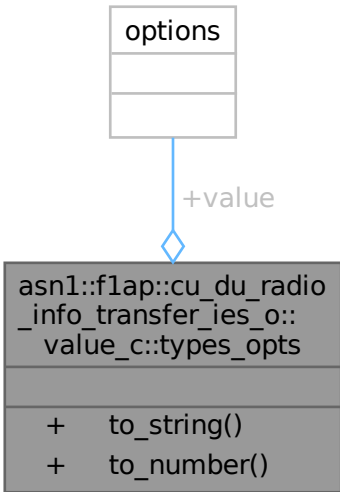 options
+value
asn1::f1ap::cu_du_radio
_info_transfer_ies_o::
value_c::types_opts
+ to_string()
+ to_number()